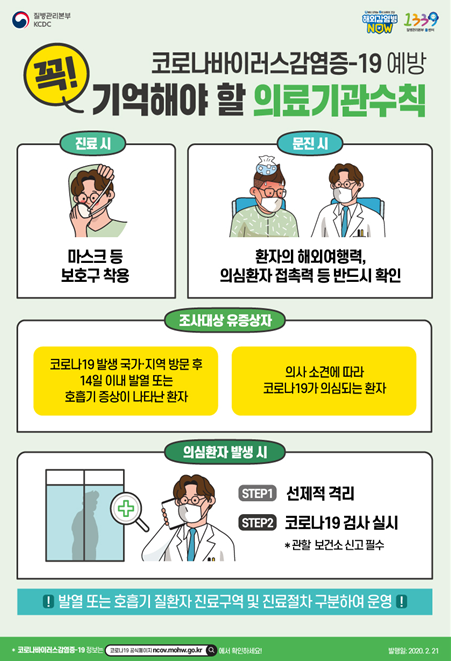 질병관리본부
KCDC
해외감염병
NOW
1339
질병관리본부 콜센터
코로나바이러스감염증-19 예방
꼭!
기억해야 할 의료기관수칙
진료 시
마스크 등
보호구 착용
문진 시
환자의 해외여행력,
의심환자 접촉력 등 반드시 확인
조사대상 유증상자
코로나19 발생 국가·지역 방문 후
14일 이내 발열 또는
호흡기 증상이 나타난 환자
의사 소견에 따라
코로나19가 의심되는 환자
의심환자 발생 시
STEP1 선제적 격리
STEP2 코로나19 검사 실시
*관할 보건소 신고 필수
! 발열 또는 호흡기 질환자 진료구역 및 진료절차 구분하여 운영 !
* 코로나바이러스감염증-19 정보는 코로나19 공식페이지 ncov.mohw.go.kr 에서 확인하세요!
발행일: 2020. 2. 21